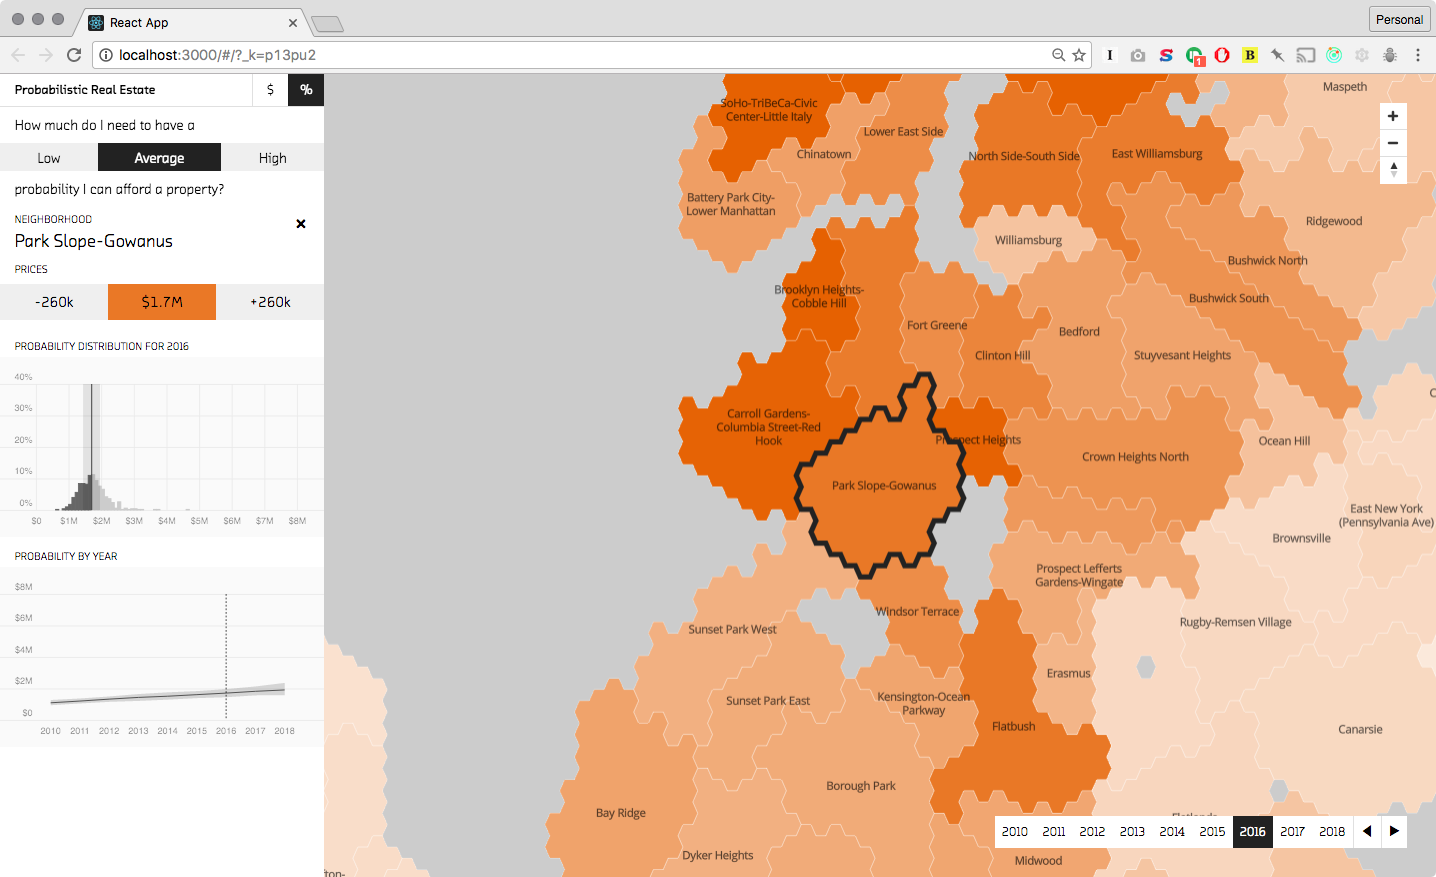 React App
Personal
localhost:3000/#/?_k=p13pu2
1
B
Probabilistic Real Estate
$
%
How much do I need to have a
Low
Average
High
probability I can afford a property?
NEIGHBORHOOD
Park Slope-Gowanus
PRICES
-260k
$1.7M
+260k
PROBABILITY DISTRIBUTION FOR 2016
40%
30%
20%
10%
0%
$0 $1M $2M $3M $4M $5M $6M $7M $8M
PROBABILITY BY YEAR
$8M
$6M
$4M
$2M
$0
2010 2011 2012 2013 2014 2015 2016 2017 2018
Maspeth
SoHo-TriBeCa-Civic
Center-Little Italy
Lower East Side
Chinatown
North Side-South Side
East Williamsburg
Battery Park City-
Lower Manhattan
Ridgewood
Williamsburg
Bushwick North
Brooklyn Heights-
Cobble Hill
Bushwick South
Fort Greene
Bedford
Clinton Hill
Stuyvesant Heights
Carroll Gardens-
Columbia Street-Red
Hook
Prospect Heights
Ocean Hill
Crown Heights North
Park Slope-Gowanus
East New York
(Pennsylvania Ave)
Brownsville
Prospect Lefferts
Gardens-Wingate
Windsor Terrace
Rugby-Remsen Village
Sunset Park West
Erasmus
Sunset Park East
Kensington-Ocean
Parkway
Flatbush
Canarsie
Borough Park
Bay Ridge
Dyker Heights
Midwood
2010 2011 2012 2013 2014 2015 2016 2017 2018